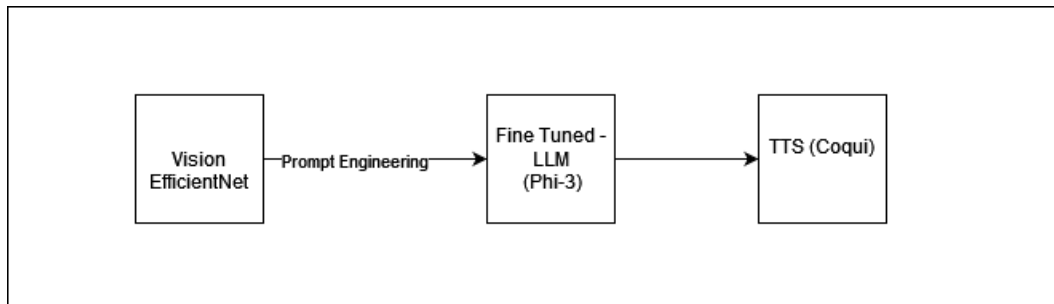 Vision
EfficientNet
Prompt Engineering
Fine Tuned -
LLM
(Phi-3)
TTS (Coqui)